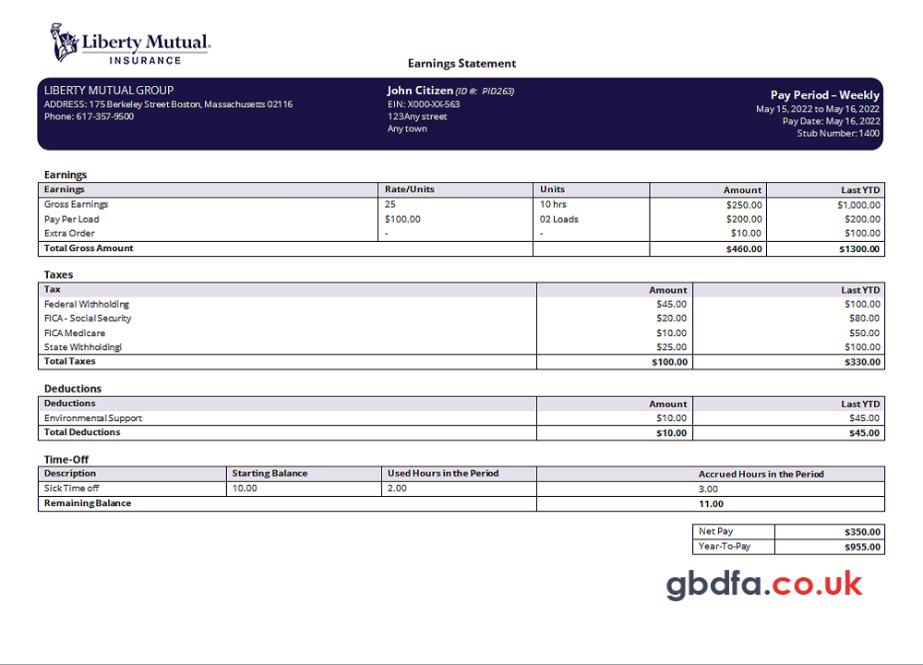 Liberty Mutual.
INSURANCE
Earnings Statement
LIBERTY MUTUAL GROUP
ADDRESS: 175 Berkeley Street Boston, Massachusetts 02116
Phone: 617-357-9500
John Citizen (ID #: PID263)
EIN: X000-XX-563
123Any street
Any town
Pay Period – Weekly
May 15, 2022 to May 16, 2022
Pay Date: May 16, 2022
Stub Number: 1400
Earnings
Earnings Rate/Units Units Amount Last YTD
Gross Earnings 25 10 hrs $250.00 $1,000.00
Pay Per Load $100.00 02 Loads $200.00 $200.00
Extra Order - - $10.00 $100.00
Total Gross Amount $460.00 $1300.00
Taxes
Tax Amount Last YTD
Federal Withholding $45.00 $100.00
FICA - Social Security $20.00 $80.00
FICA Medicare $10.00 $50.00
State Withholdingl $25.00 $100.00
Total Taxes $100.00 $330.00
Deductions
Deductions Amount Last YTD
Environmental Support $10.00 $45.00
Total Deductions $10.00 $45.00
Time-Off
Description Starting Balance Used Hours in the Period Accrued Hours in the Period
Sick Time off 10.00 2.00 3.00
Remaining Balance 11.00
Net Pay $350.00
Year-To-Pay $955.00
gbdfa.co.uk